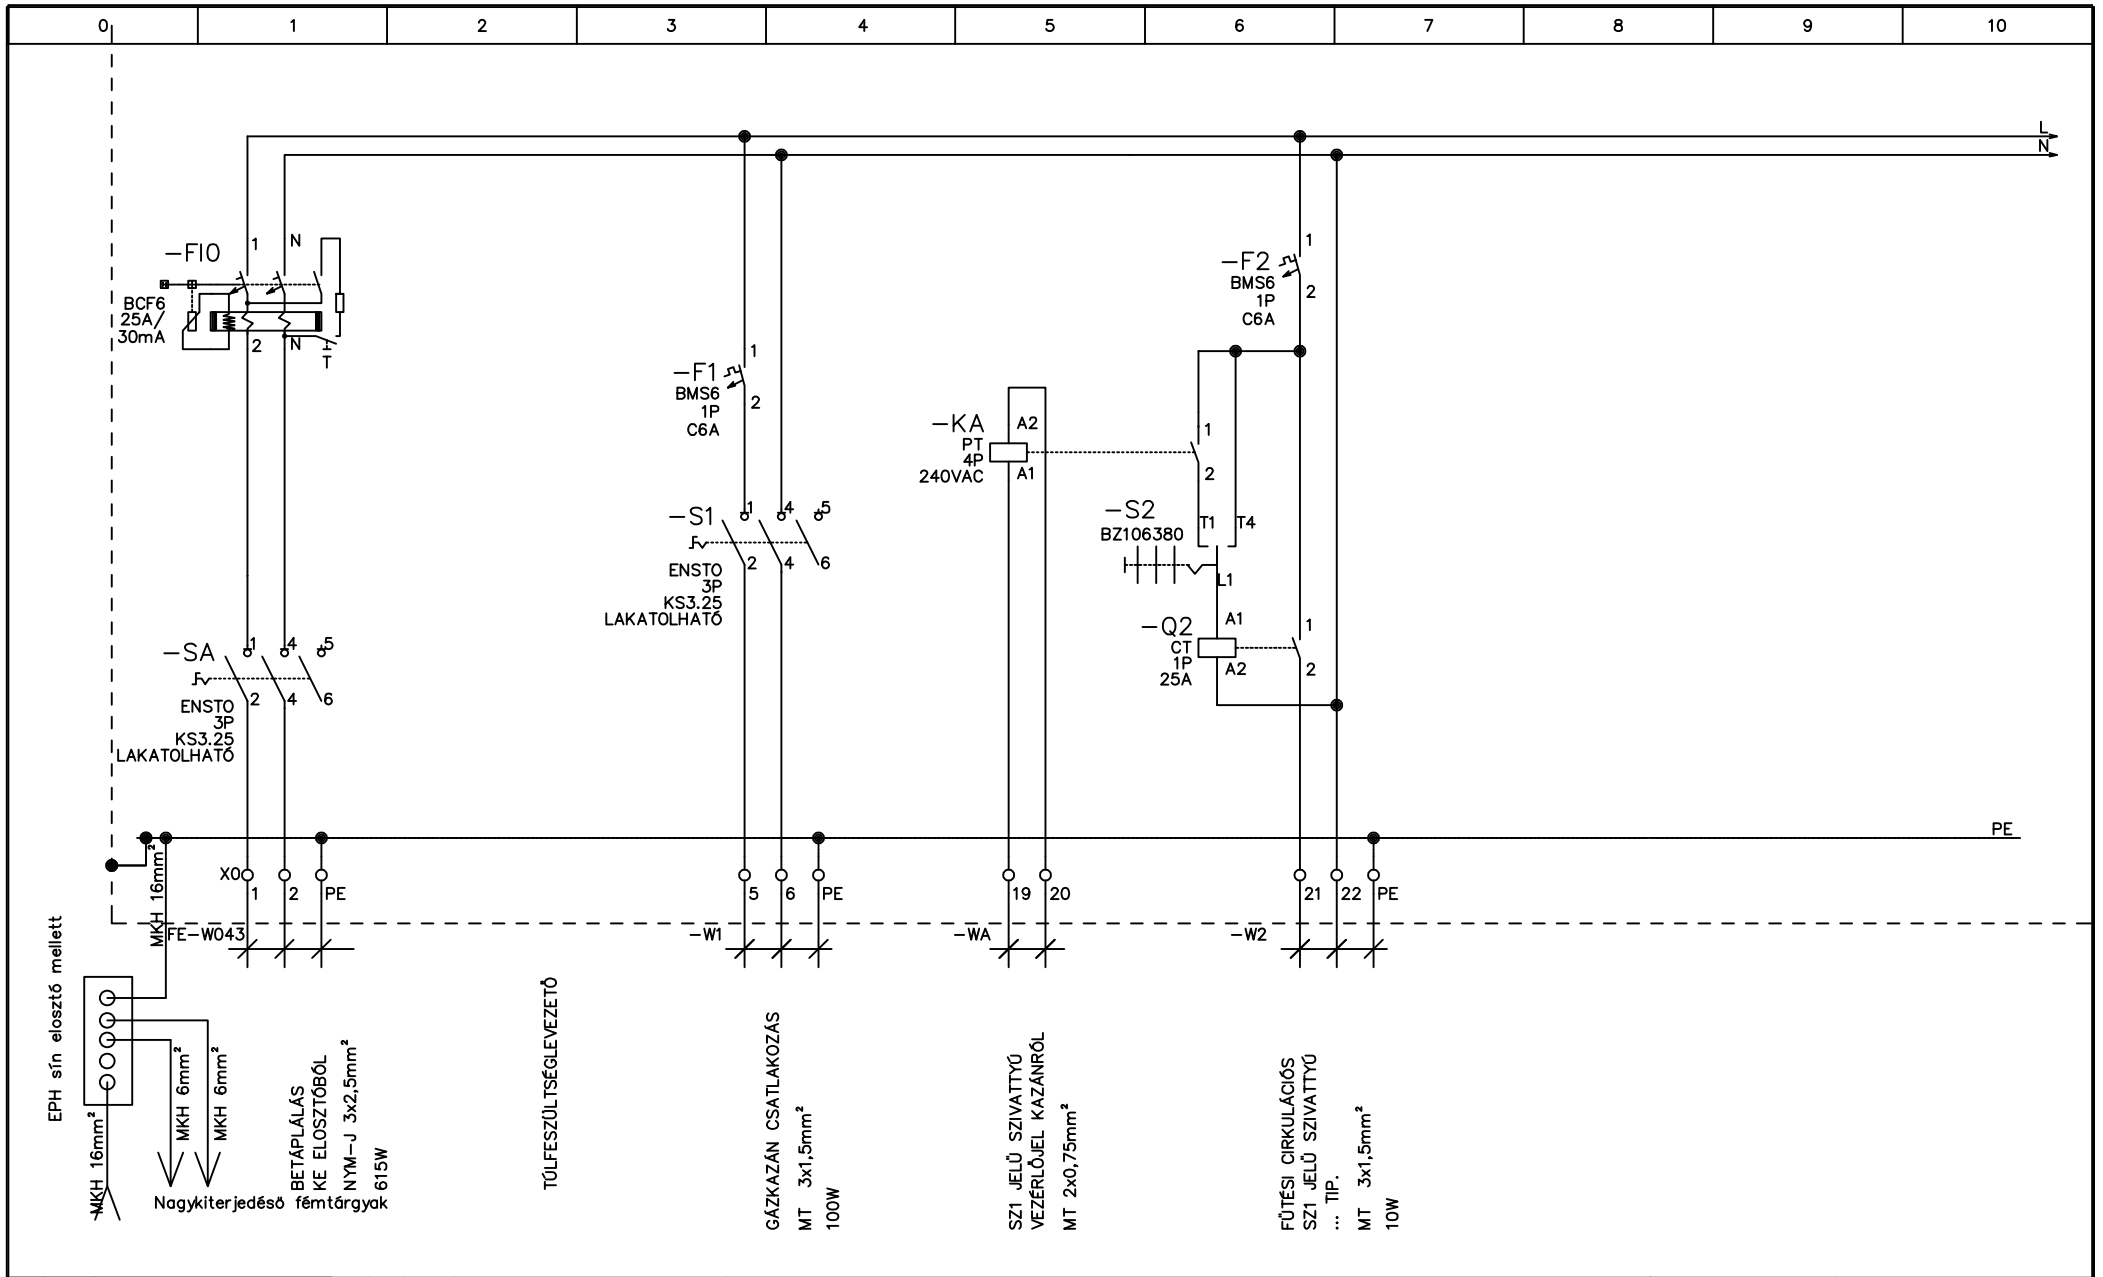 0
1
2
3
4
5
6
7
8
9
10
L
N
-FI0
1
N
BCF6
25A/
30mA
2
N
T
-F1
1
BMS6
1P
C6A
2
-F2
1
BMS6
1P
C6A
2
-KA
A2
PT
4P
240VAC
A1
1
2
-S1
1
4
5
2
4
6
ENSTO
3P
KS3.25
LAKATOLHATÓ
-S2
BZ106380
T1
T4
L1
-Q2
A1
CT
1P
25A
A2
1
2
-SA
1
4
5
2
4
6
ENSTO
3P
KS3.25
LAKATOLHATÓ
PE
X0
1
2
PE
5
6
PE
19
20
21
22
PE
FE-W043
-W1
-WA
-W2
EPH sín elosztó mellett
MKH 16mm²
MKH 16mm²
MKH 6mm²
MKH 6mm²
Nagykiterjedésö fémtárgyak
BETÁPLÁLÁS
KE ELOSZTÓBÓL
NYM-J 3x2,5mm²
615W
TÚLFESZÜLTSÉGLEVEZETŐ
GÁZKAZÁN CSATLAKOZÁS
MT 3x1,5mm²
100W
SZ1 JELŰ SZIVATTYÚ
VEZÉRLŐJEL KAZÁNRÓL
MT 2x0,75mm²
FŰTÉSI CIRKULÁCIÓS
SZ1 JELŰ SZIVATTYÚ
... TIP.
MT 3x1,5mm²
10W